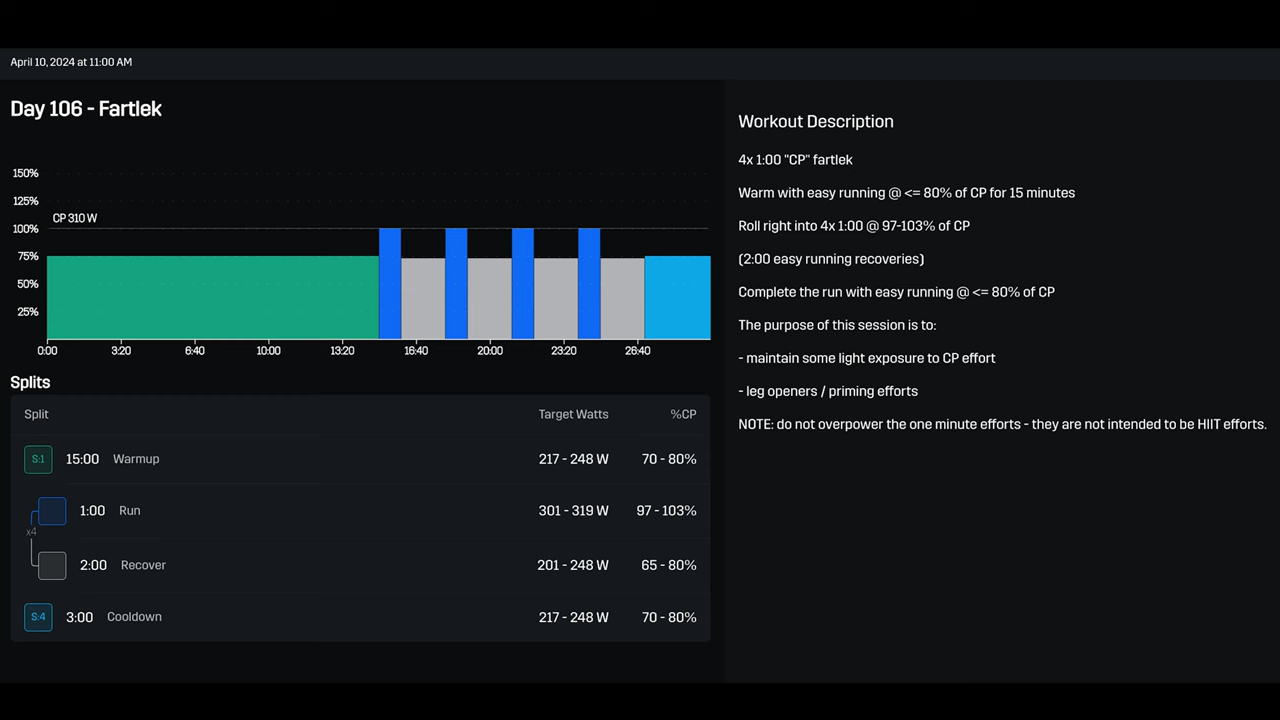 April 10, 2024 at 11:00 AM
Day 106 - Fartlek
150%
125%
CP 310 W
100%
75%
50%
25%
0:00 3:20 6:40 10:00 13:20 16:40 20:00 23:20 26:40
Splits
Split Target Watts %CP
S:1 15:00 Warmup 217 - 248 W 70 - 80%
1:00 Run 301 - 319 W 97 - 103%
x4
2:00 Recover 201 - 248 W 65 - 80%
S:4 3:00 Cooldown 217 - 248 W 70 - 80%
Workout Description
4x 1:00 "CP" fartlek
Warm with easy running @ <= 80% of CP for 15 minutes
Roll right into 4x 1:00 @ 97-103% of CP
(2:00 easy running recoveries)
Complete the run with easy running @ <= 80% of CP
The purpose of this session is to:
- maintain some light exposure to CP effort
- leg openers / priming efforts
NOTE: do not overpower the one minute efforts - they are not intended to be HIIT efforts.